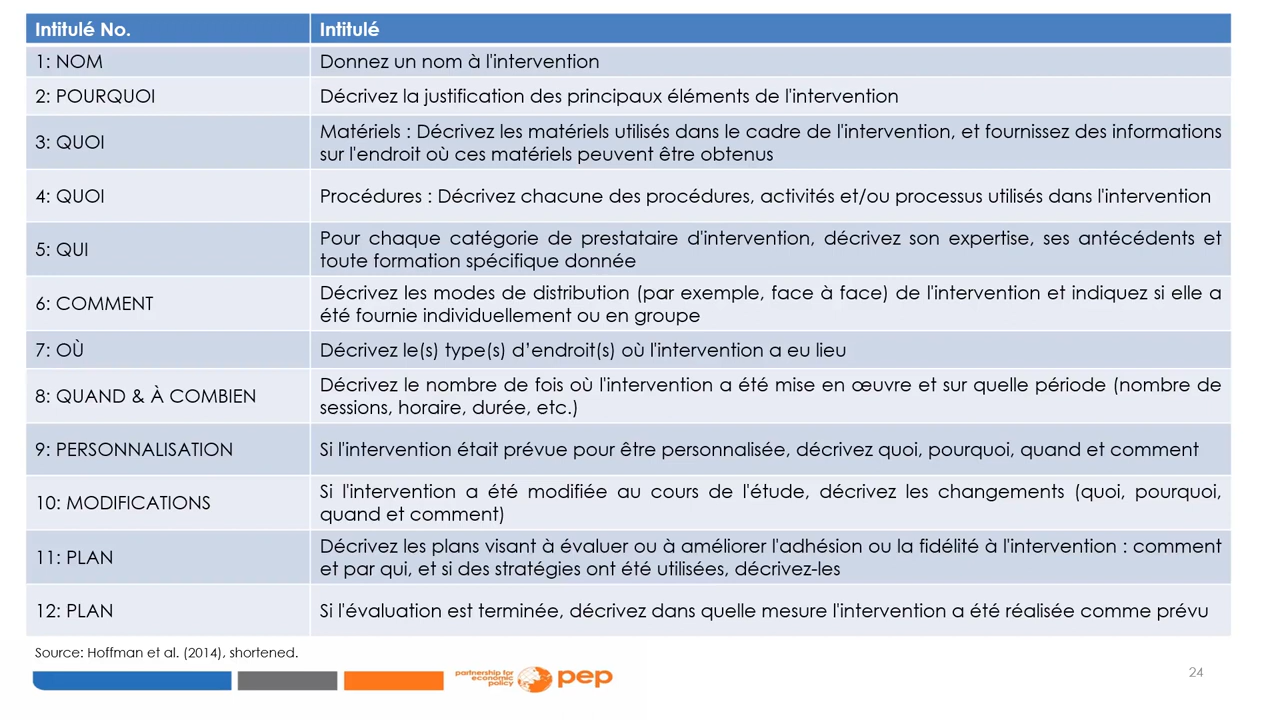 Intitulé No. Intitulé
1: NOM Donnez un nom à l'intervention
2: POURQUOI Décrivez la justification des principaux éléments de l'intervention
3: QUOI Matériels : Décrivez les matériels utilisés dans le cadre de l'intervention, et fournissez des informations
sur l'endroit où ces matériels peuvent être obtenus
4: QUOI Procédures : Décrivez chacune des procédures, activités et/ou processus utilisés dans l'intervention
5: QUI Pour chaque catégorie de prestataire d'intervention, décrivez son expertise, ses antécédents et
toute formation spécifique donnée
6: COMMENT Décrivez les modes de distribution (par exemple, face à face) de l'intervention et indiquez si elle a
été fournie individuellement ou en groupe
7: OÙ Décrivez le(s) type(s) d’endroit(s) où l'intervention a eu lieu
8: QUAND & À COMBIEN Décrivez le nombre de fois où l'intervention a été mise en œuvre et sur quelle période (nombre de
sessions, horaire, durée, etc.)
9: PERSONNALISATION Si l'intervention était prévue pour être personnalisée, décrivez quoi, pourquoi, quand et comment
10: MODIFICATIONS Si l'intervention a été modifiée au cours de l'étude, décrivez les changements (quoi, pourquoi,
quand et comment)
11: PLAN Décrivez les plans visant à évaluer ou à améliorer l'adhésion ou la fidélité à l'intervention : comment
et par qui, et si des stratégies ont été utilisées, décrivez-les
12: PLAN Si l'évaluation est terminée, décrivez dans quelle mesure l'intervention a été réalisée comme prévu
Source: Hoffman et al. (2014), shortened.
partnership for
economic
policy
pep
24